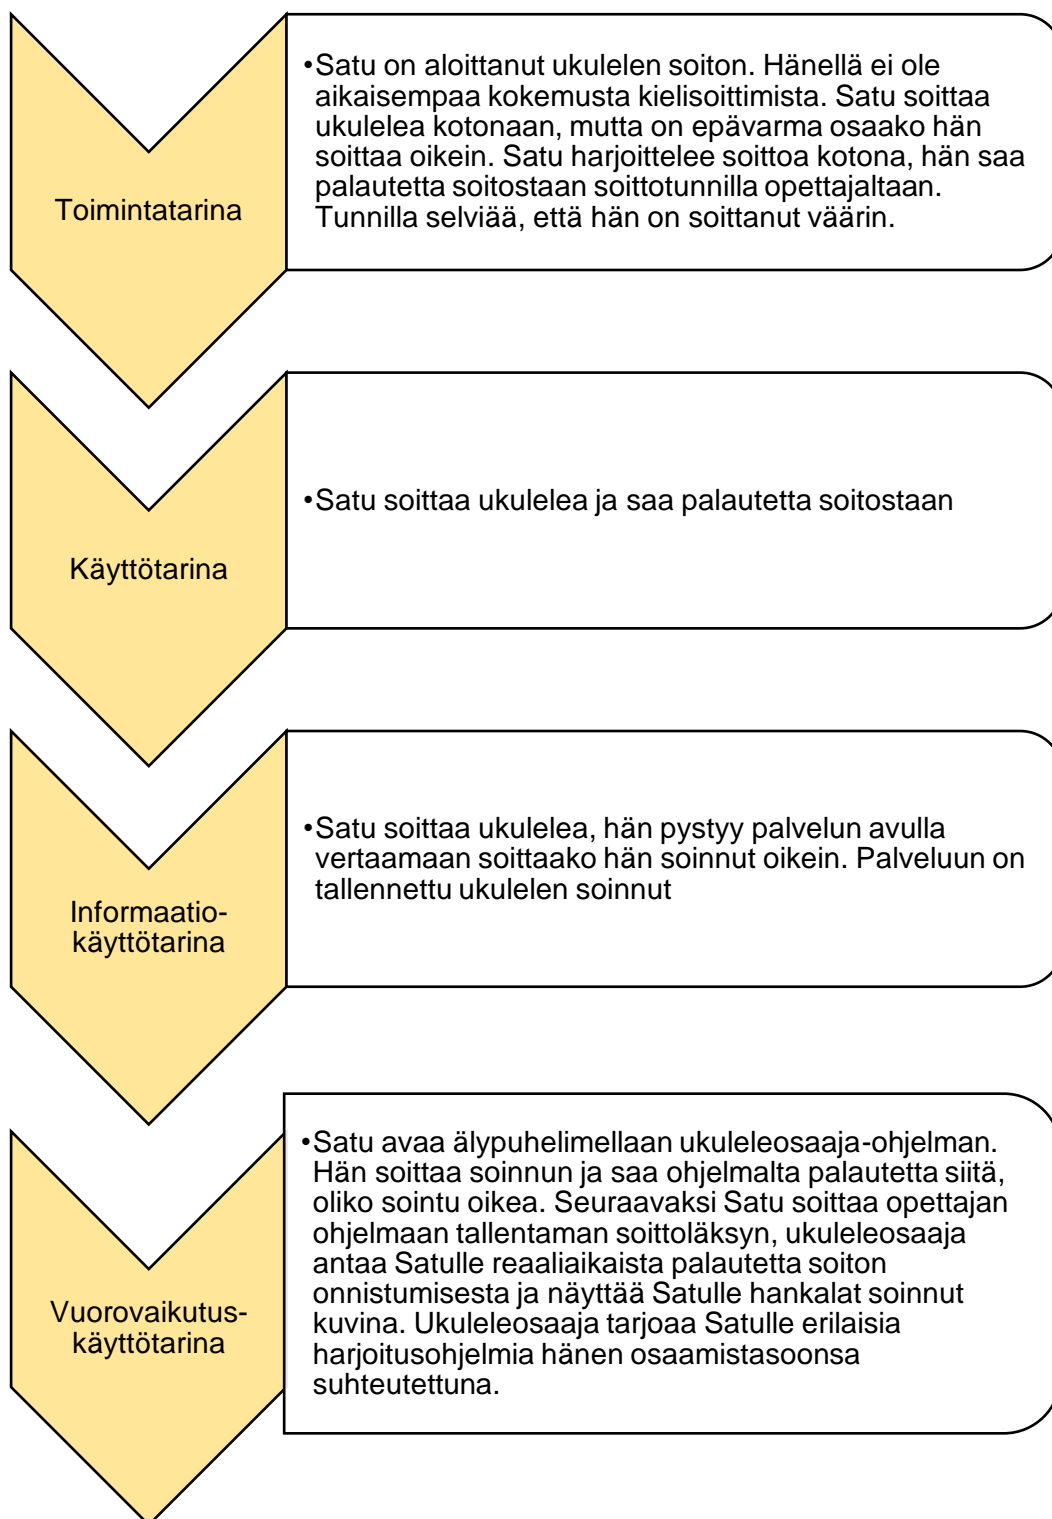 Toimintatarina
•Satu on aloittanut ukulelen soiton. Hänellä ei ole
aikaisempaa kokemusta kielisoittimista. Satu soittaa
ukulelea kotonaan, mutta on epävarma osaako hän
soittaa oikein. Satu harjoittelee soittoa kotona, hän saa
palautetta soitostaan soittotunnilla opettajaltaan.
Tunnilla selviää, että hän on soittanut väärin.
Käyttötarina
•Satu soittaa ukulelea ja saa palautetta soitostaan
Informaatio-
käyttötarina
•Satu soittaa ukulelea, hän pystyy palvelun avulla
vertaamaan soittaako hän soinnut oikein. Palveluun on
tallennettu ukulelen soinnut
Vuorovaikutus-
käyttötarina
•Satu avaa älypuhelimellaan ukuleleosaaja-ohjelman.
Hän soittaa soinnun ja saa ohjelmalta palautetta siitä,
oliko sointu oikea. Seuraavaksi Satu soittaa opettajan
ohjelmaan tallentaman soittoläksyn, ukuleleosaaja
antaa Satulle reaaliaikaista palautetta soiton
onnistumisesta ja näyttää Satulle hankalat soinnut
kuvina. Ukuleleosaaja tarjoaa Satulle erilaisia
harjoitusohjelmia hänen osaamistasoonsa
suhteutettuna.